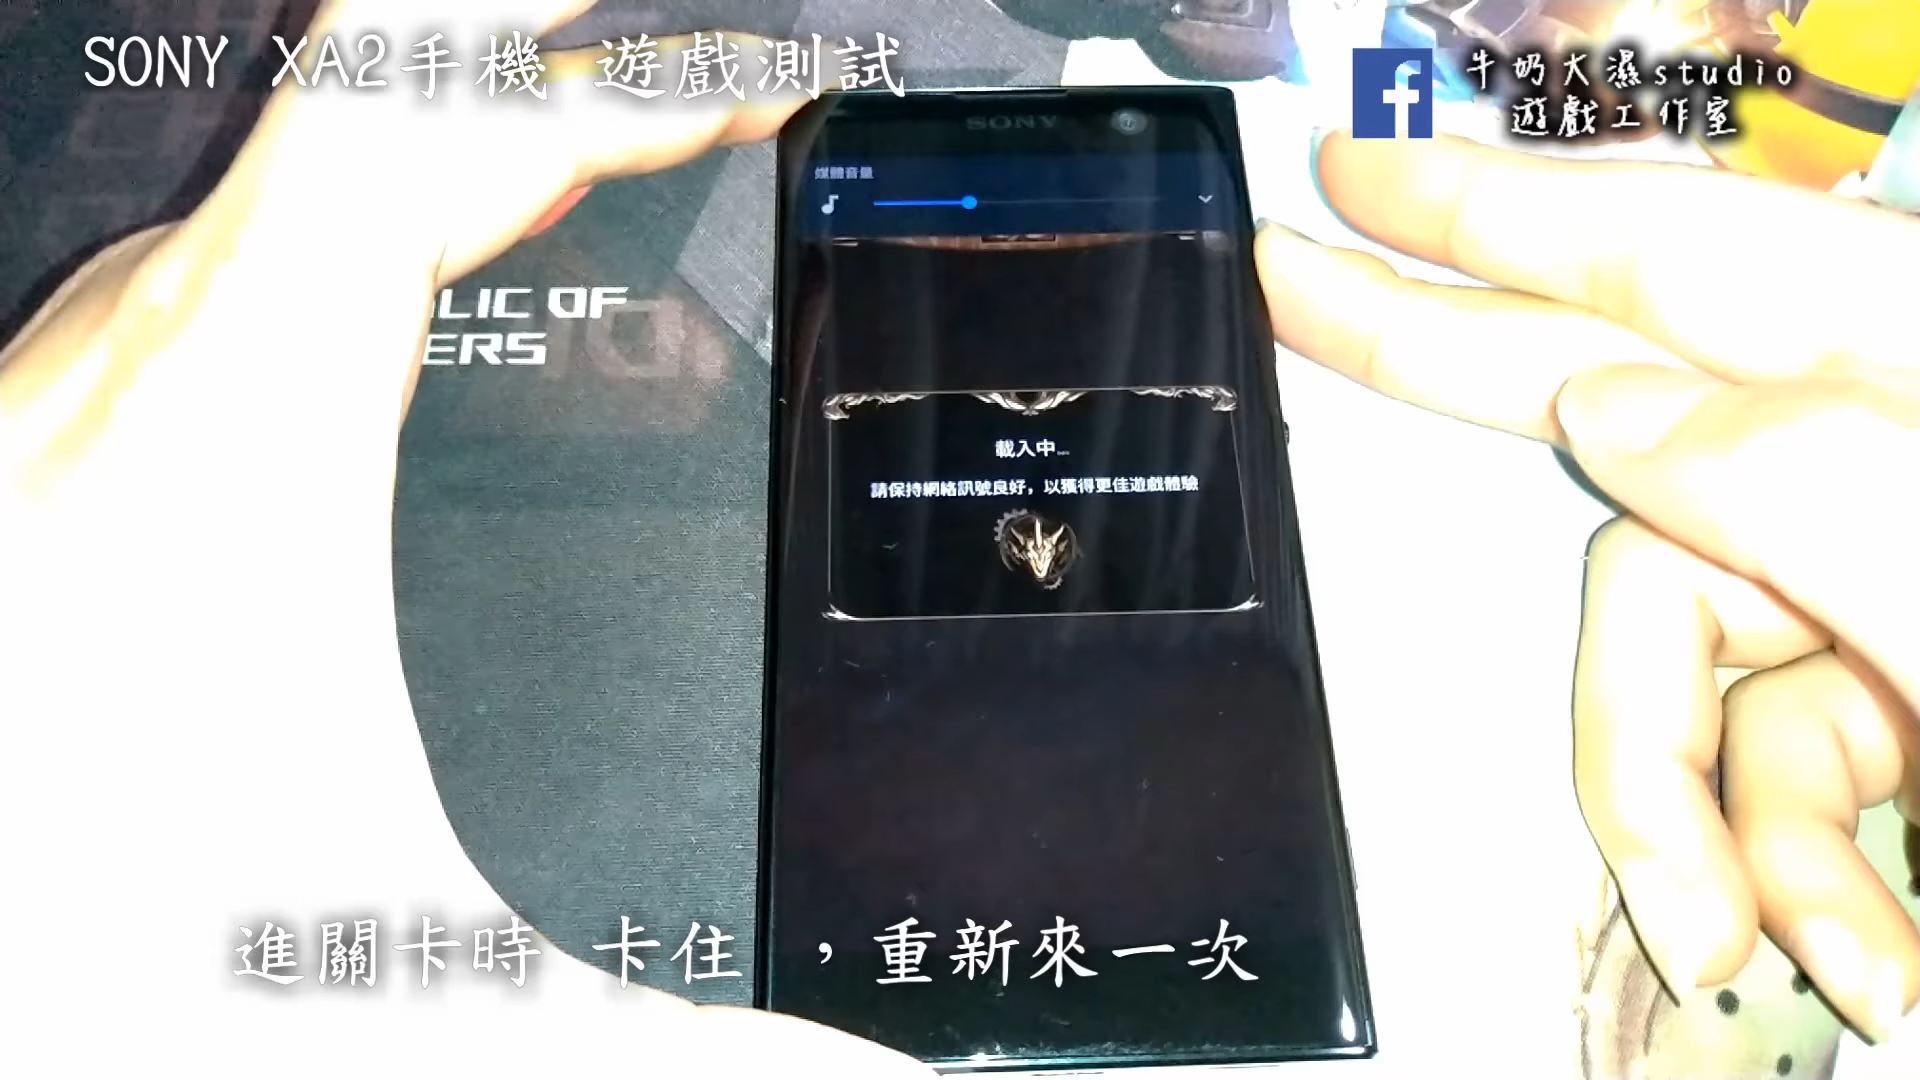 SONY XA2手機 遊戲測試
牛奶大濕studio
遊戲工作室
SONY
媒體音量
LIC OF
ERS
載入中...
請保持網絡訊號良好，以獲得更佳遊戲體驗
進關卡時 卡住 ，重新來一次